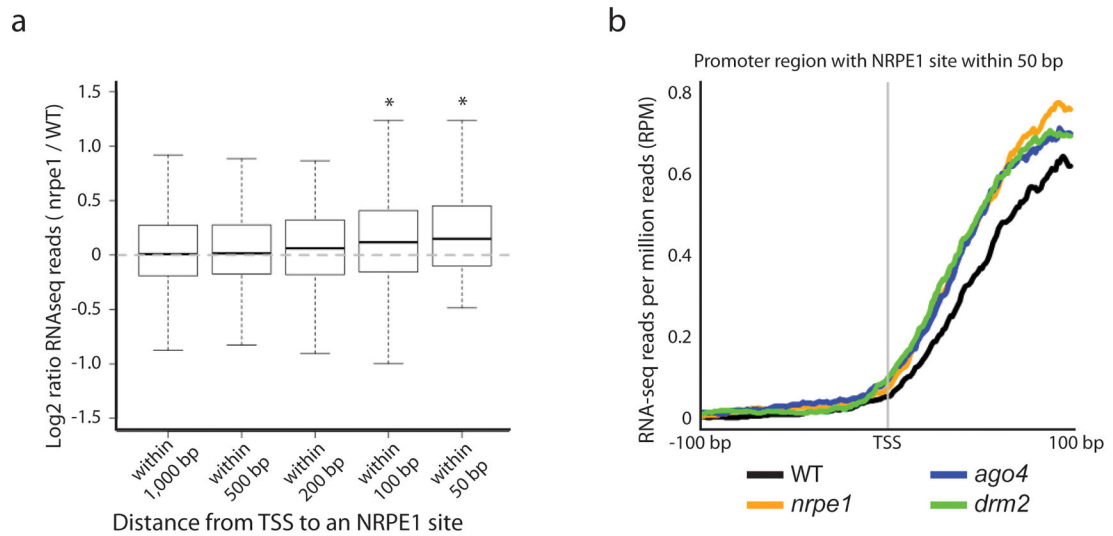 a
Log2 ratio RNAseq reads ( nrpe1 / WT)
1.5
1.0
0.5
0
-0.5
-1.0
-1.5
* *
within 1,000 bp
within 500 bp
within 200 bp
within 100 bp
within 50 bp
Distance from TSS to an NRPE1 site
b
Promoter region with NRPE1 site within 50 bp
RNA-seq reads per million reads (RPM)
0.8
0.6
0.4
0.2
0
-100 bp TSS 100 bp
WT ago4
nrpe1 drm2